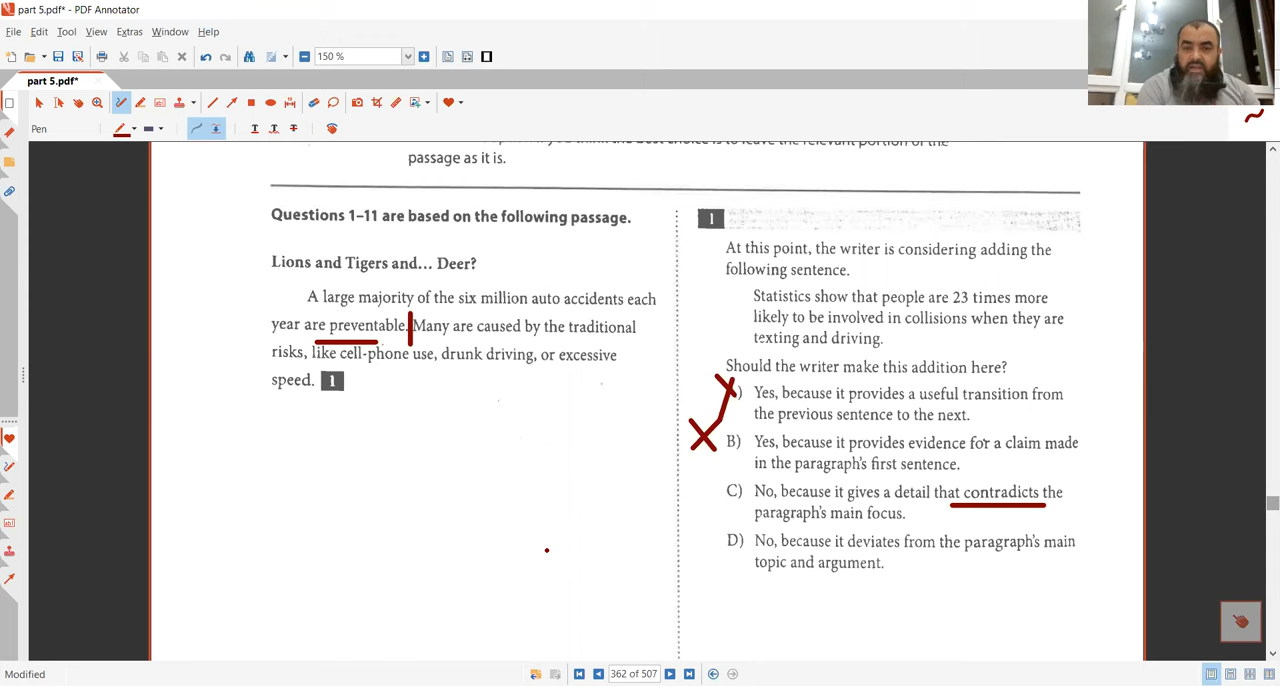 part 5.pdf* - PDF Annotator
File Edit Tool View Extras Window Help
150 %
part 5.pdf*
Pen
passage as it is.
Questions 1–11 are based on the following passage.
Lions and Tigers and... Deer?
A large majority of the six million auto accidents each
year are preventable. Many are caused by the traditional
risks, like cell-phone use, drunk driving, or excessive
speed. 1
1
At this point, the writer is considering adding the
following sentence.
Statistics show that people are 23 times more
likely to be involved in collisions when they are
texting and driving.
Should the writer make this addition here?
) Yes, because it provides a useful transition from
the previous sentence to the next.
B) Yes, because it provides evidence for a claim made
in the paragraph's first sentence.
C) No, because it gives a detail that contradicts the
paragraph's main focus.
D) No, because it deviates from the paragraph's main
topic and argument.
Modified
362 of 507